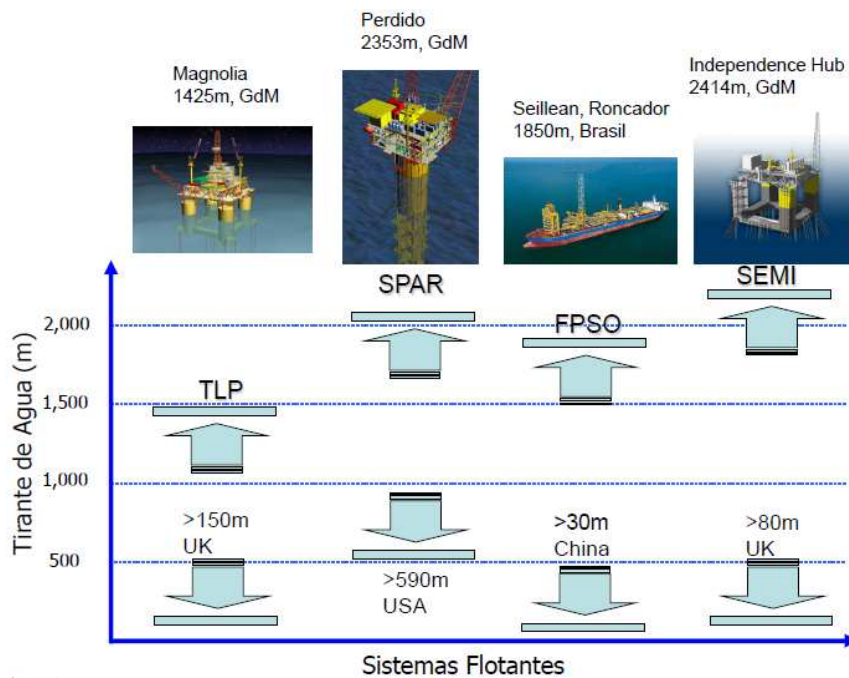 Perdido
2353m, GdM
Magnolia
1425m, GdM
Seillean, Roncador
1850m, Brasil
Independence Hub
2414m, GdM
SPAR
SEMI
FPSO
TLP
Tirante de Agua (m)
2,000
1,500
1,000
500
>150m
UK
>590m
USA
>30m
China
>80m
UK
Sistemas Flotantes